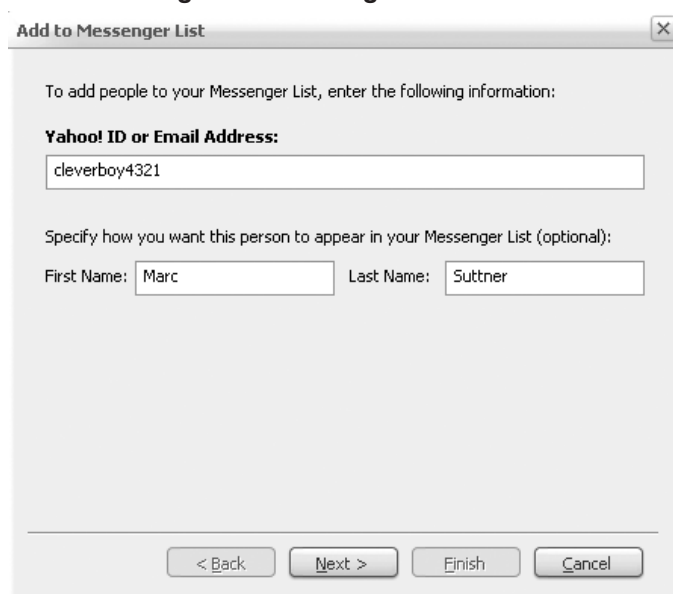 Add to Messenger List
To add people to your Messenger List, enter the following information:
Yahoo! ID or Email Address:
cleverboy4321
Specify how you want this person to appear in your Messenger List (optional):
First Name: Marc Last Name: Suttner
< Back Next > Finish Cancel